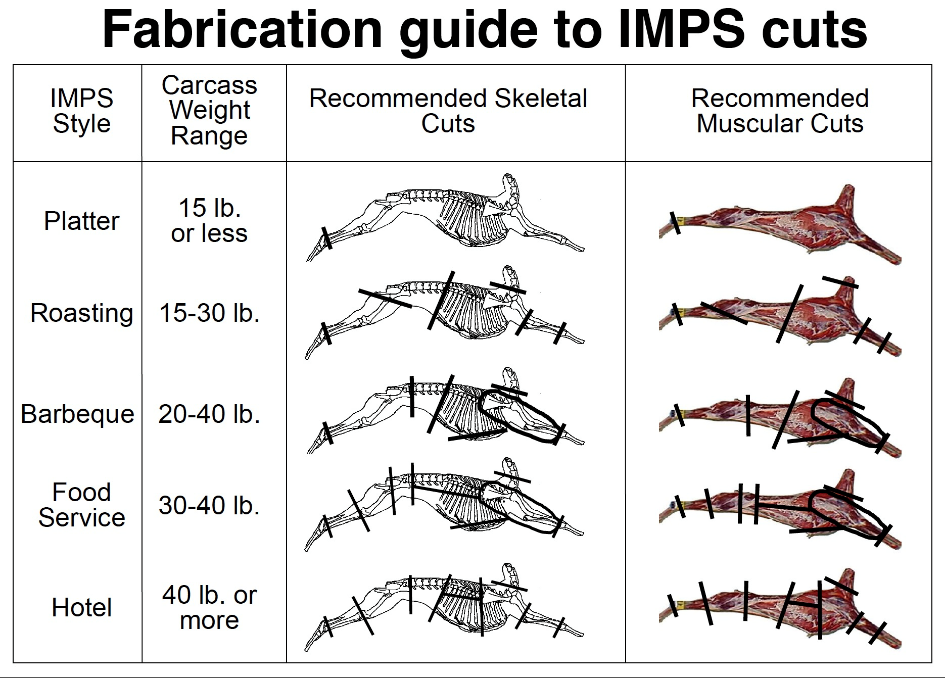 Fabrication guide to IMPS cuts
IMPS
Style
Carcass
Weight
Range
Recommended Skeletal
Cuts
Recommended
Muscular Cuts
Platter
15 lb.
or less
Roasting
15-30 lb.
Barbeque
20-40 lb.
Food
Service
30-40 lb.
Hotel
40 lb. or
more